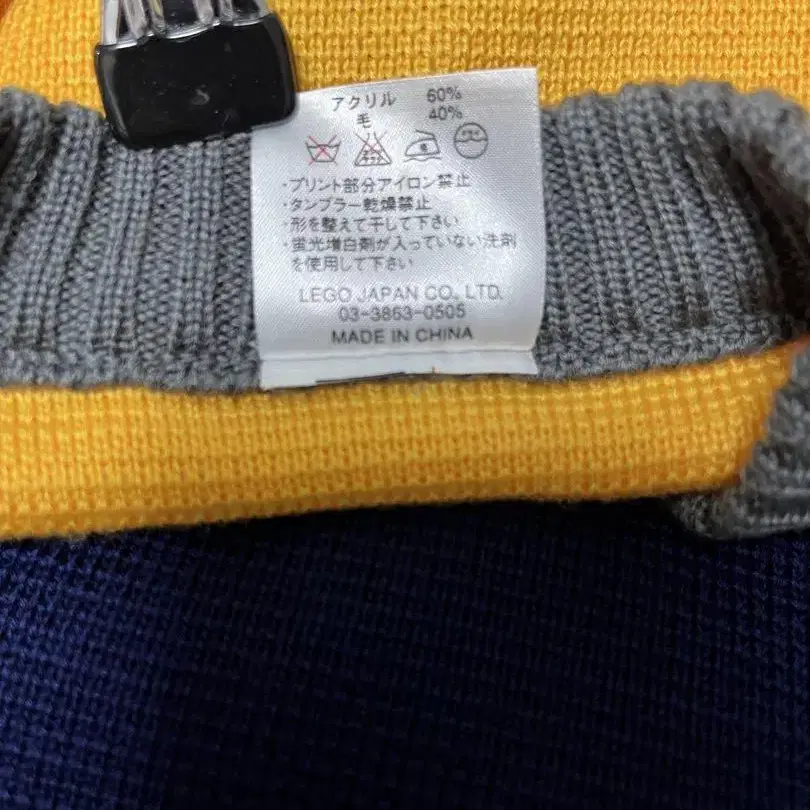 アクリル 60%
毛 40%
・プリント部分アイロン禁止
・タンブラー乾燥禁止
・形を整えて干して下さい
・蛍光増白剤が入っていない洗剤
を使用して下さい
LEGO JAPAN CO., LTD.
03-3863-0505
MADE IN CHINA